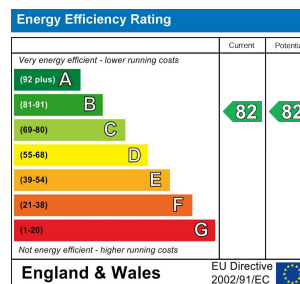 Energy Efficiency Rating
Current Potenti
Very energy efficient - lower running costs
(92 plus) A
(81-91) B
82 82
(69-80) C
(55-68) D
(39-54) E
(21-38) F
(1-20) G
Not energy efficient - higher running costs
England & Wales
EU Directive
2002/91/EC